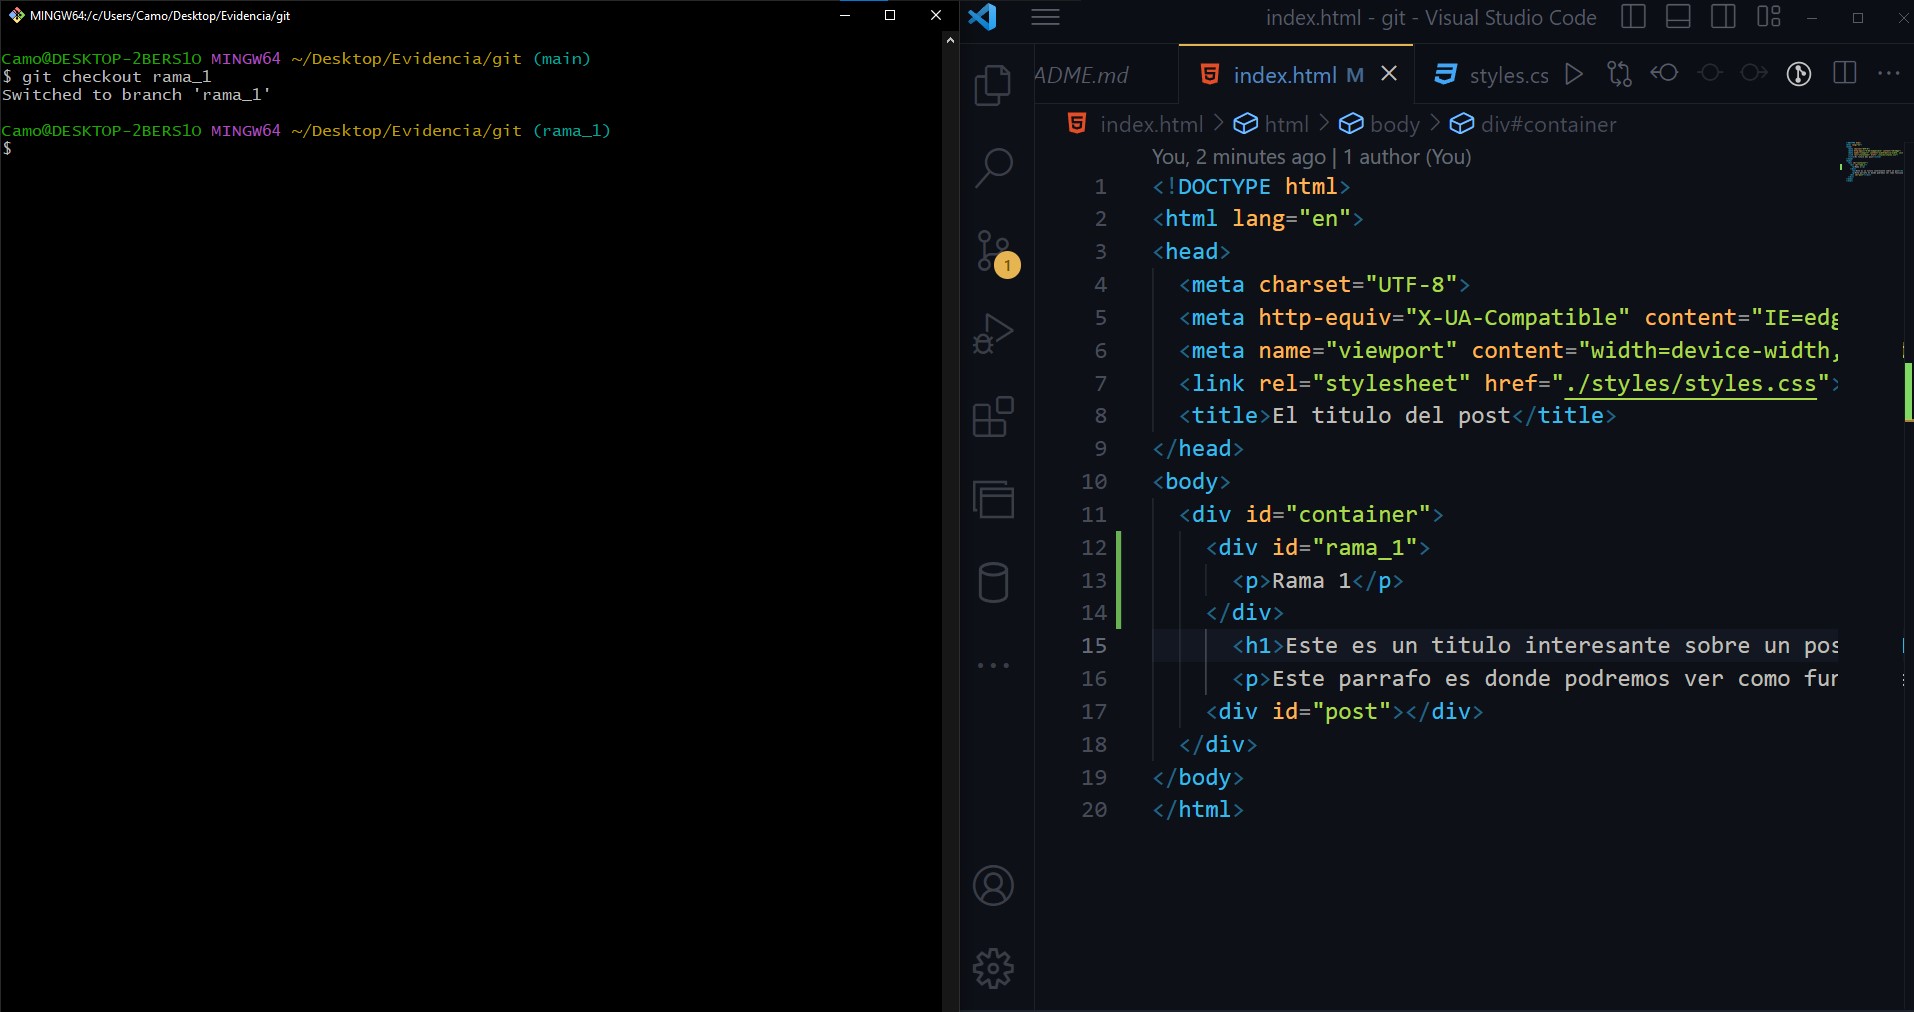 MINGW64:/c/Users/Camo/Desktop/Evidencia/git
Camo@DESKTOP-2BERS1O MINGW64 ~/Desktop/Evidencia/git (main)
$ git checkout rama_1
Switched to branch 'rama_1'
Camo@DESKTOP-2BERS1O MINGW64 ~/Desktop/Evidencia/git (rama_1)
$
index.html - git - Visual Studio Code
ADME.md index.html M styles.cs
index.html > html > body > div#container
You, 2 minutes ago | 1 author (You)
1 <!DOCTYPE html>
2 <html lang="en">
3 <head>
4 <meta charset="UTF-8">
5 <meta http-equiv="X-UA-Compatible" content="IE=edg
6 <meta name="viewport" content="width=device-width,
7 <link rel="stylesheet" href="./styles/styles.css">
8 <title>El titulo del post</title>
9 </head>
10 <body>
11 <div id="container">
12 <div id="rama_1">
13 <p>Rama 1</p>
14 </div>
15 <h1>Este es un titulo interesante sobre un pos
16 <p>Este parrafo es donde podremos ver como fun
17 <div id="post"></div>
18 </div>
19 </body>
20 </html>
1